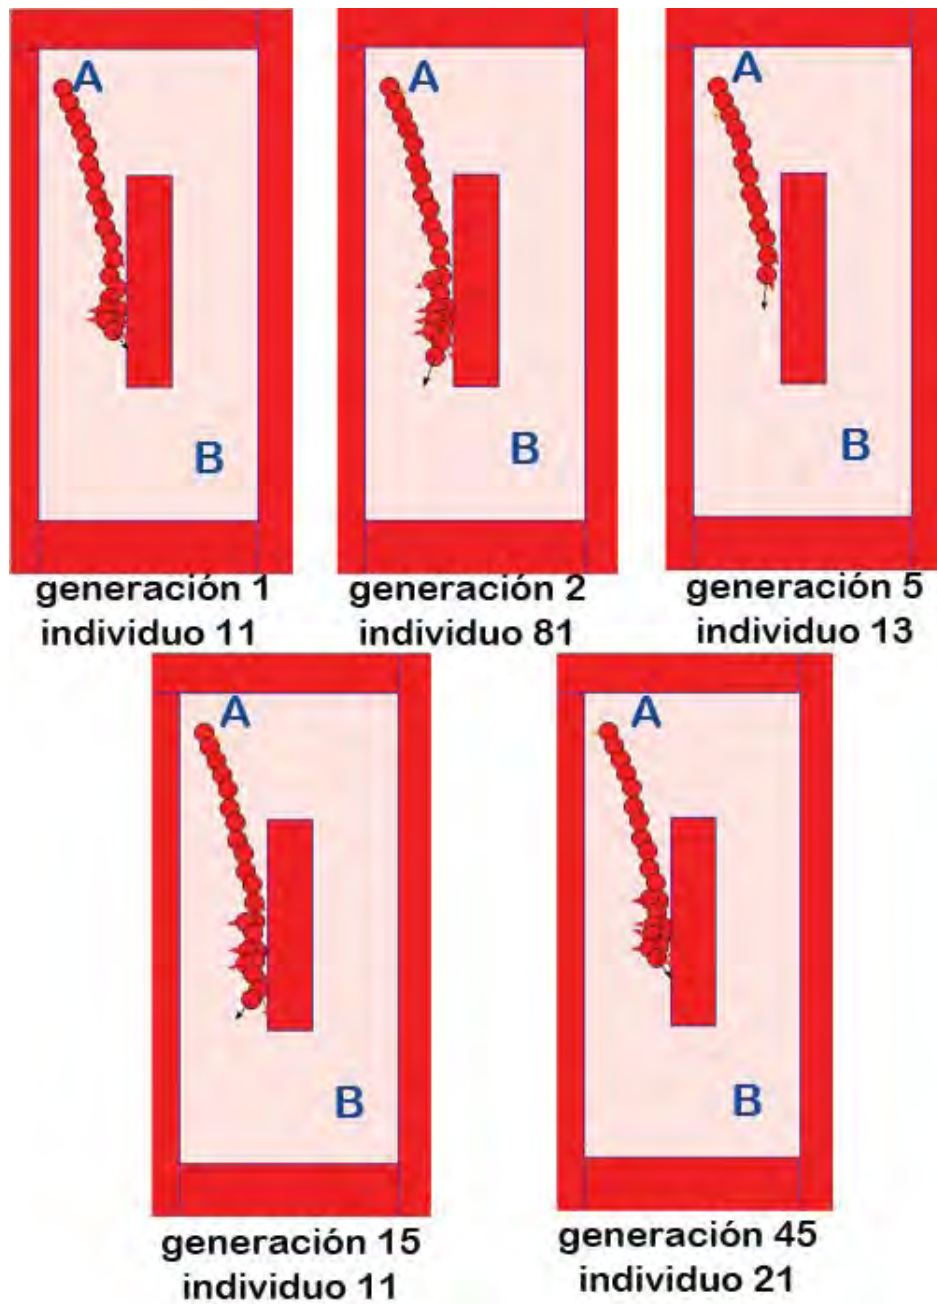 A
A
A
B
B
B
generación 1
individuo 11
generación 2
individuo 81
generación 5
individuo 13
A
A
B
B
generación 15
individuo 11
generación 45
individuo 21